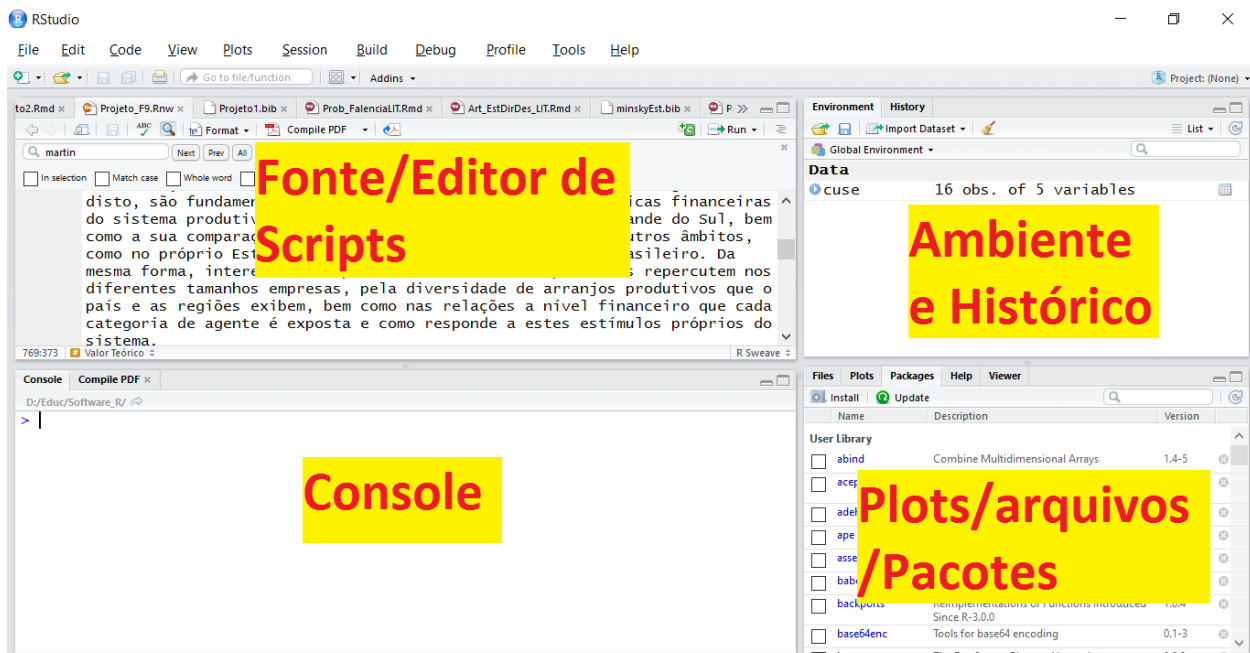 RStudio
File Edit Code View Plots Session Build Debug Profile Tools Help
Go to file/function Addins Project: (None)
to2.Rmd Projeto_F9.Rnw Projeto1.bib Prob_FalenciaLIT.Rmd Art_EstDirDes_LIT.Rmd minskyEst.bib P
ABC Format Compile PDF Run
martin Next Prev All
In selection Match case Whole word
Fonte/Editor de
Scripts
disto, são icas financeiras
do sistema ande do Sul, bem
como a sua utros âmbitos,
como no próprio asileiro. Da
mesma forma, repercutem nos
diferentes tamanhos empresas, pela diversidade de arranjos produtivos que o
país e as regiões exibem, bem como nas relações a nível financeiro que cada
categoria de agente é exposta e como responde a estes estímulos próprios do
sistema.
769:373 Valor Teórico R Sweave
Console Compile PDF
D:/Educ/Software_R/
>
Console
Environment History
Import Dataset List
Global Environment
Data
cuse 16 obs. of 5 variables
Ambiente
e Histórico
Files Plots Packages Help Viewer
Install Update
Name Description Version
User Library
abind Combine Multidimensional Arrays 1.4-5
Plots/arquivos
/Pacotes
ape
backports
Since R-3.0.0
base64enc Tools for base64 encoding 0.1-3